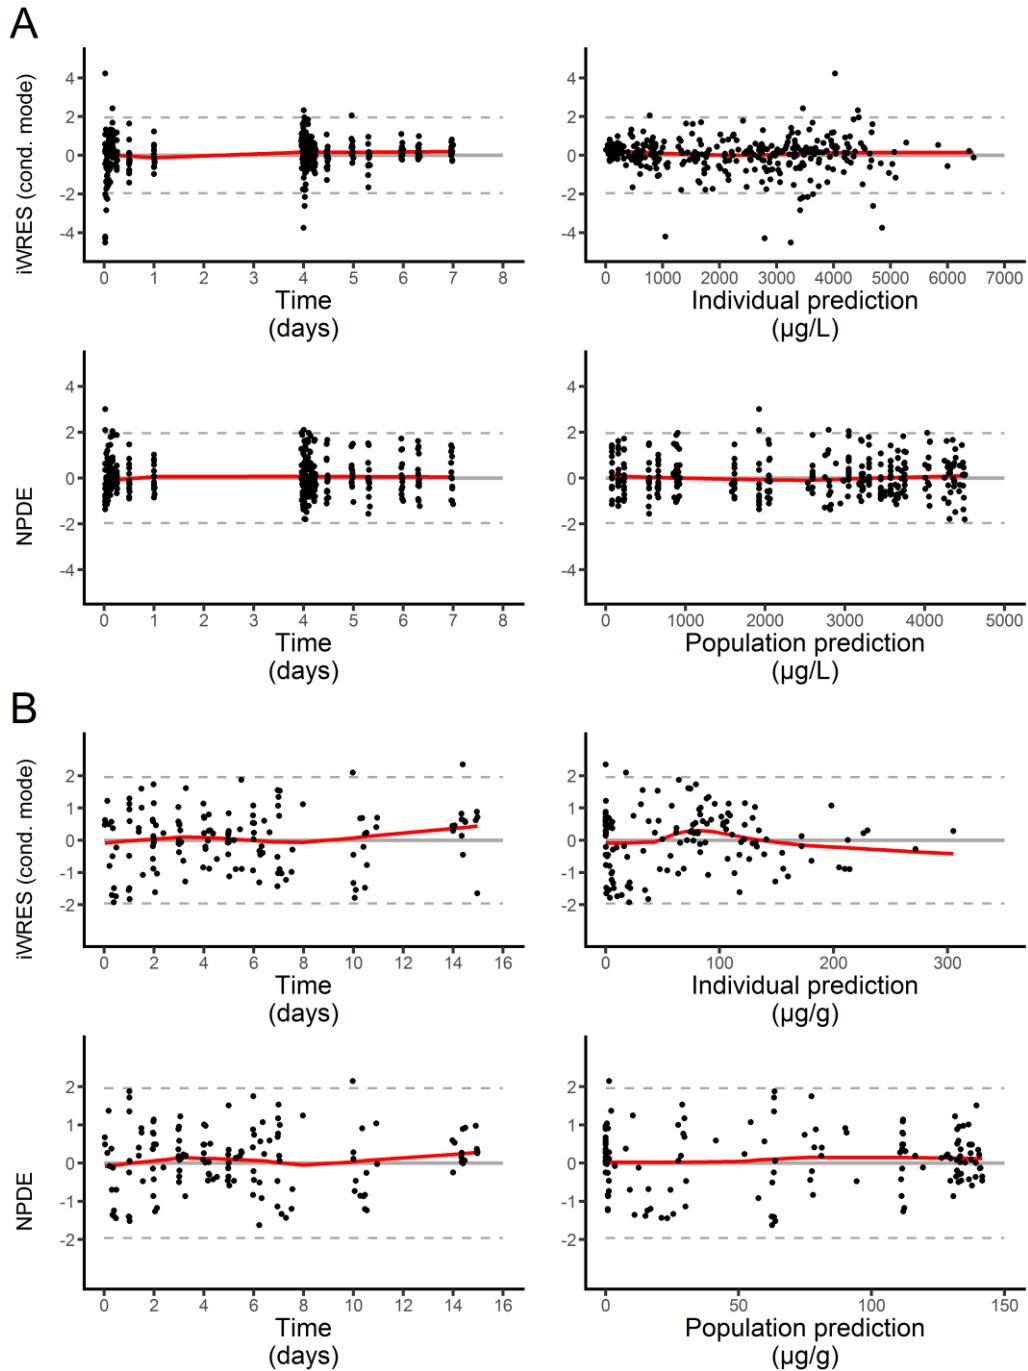 A
iWRES (cond. mode)
4
2
0
-2
-4
0 1 2 3 4 5 6 7 8
Time
(days)
4
2
0
-2
-4
0 1000 2000 3000 4000 5000 6000 7000
Individual prediction
(µg/L)
NPDE
4
2
0
-2
-4
0 1 2 3 4 5 6 7 8
Time
(days)
4
2
0
-2
-4
0 1000 2000 3000 4000 5000
Population prediction
(µg/L)
B
iWRES (cond. mode)
2
1
0
-1
-2
0 2 4 6 8 10 12 14 16
Time
(days)
2
1
0
-1
-2
0 100 200 300
Individual prediction
(µg/g)
NPDE
2
1
0
-1
-2
0 2 4 6 8 10 12 14 16
Time
(days)
2
1
0
-1
-2
0 50 100 150
Population prediction
(µg/g)